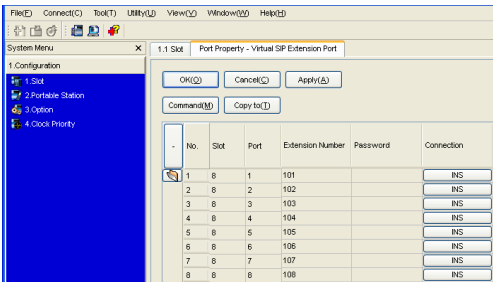 File(F) Connect(C) Tool(T) Utility(U) View(V) Window(W) Help(H)
System Menu X
1.1 Slot Port Property - Virtual SIP Extension Port
1.Configuration
1.Slot
2.Portable Station
3.Option
4.Clock Priority
OK(O) Cancel(C) Apply(A)
Command(M) Copy to(T)
- No. Slot Port Extension Number Password Connection
1 8 1 101 INS
2 8 2 102 INS
3 8 3 103 INS
4 8 4 104 INS
5 8 5 105 INS
6 8 6 106 INS
7 8 7 107 INS
8 8 8 108 INS